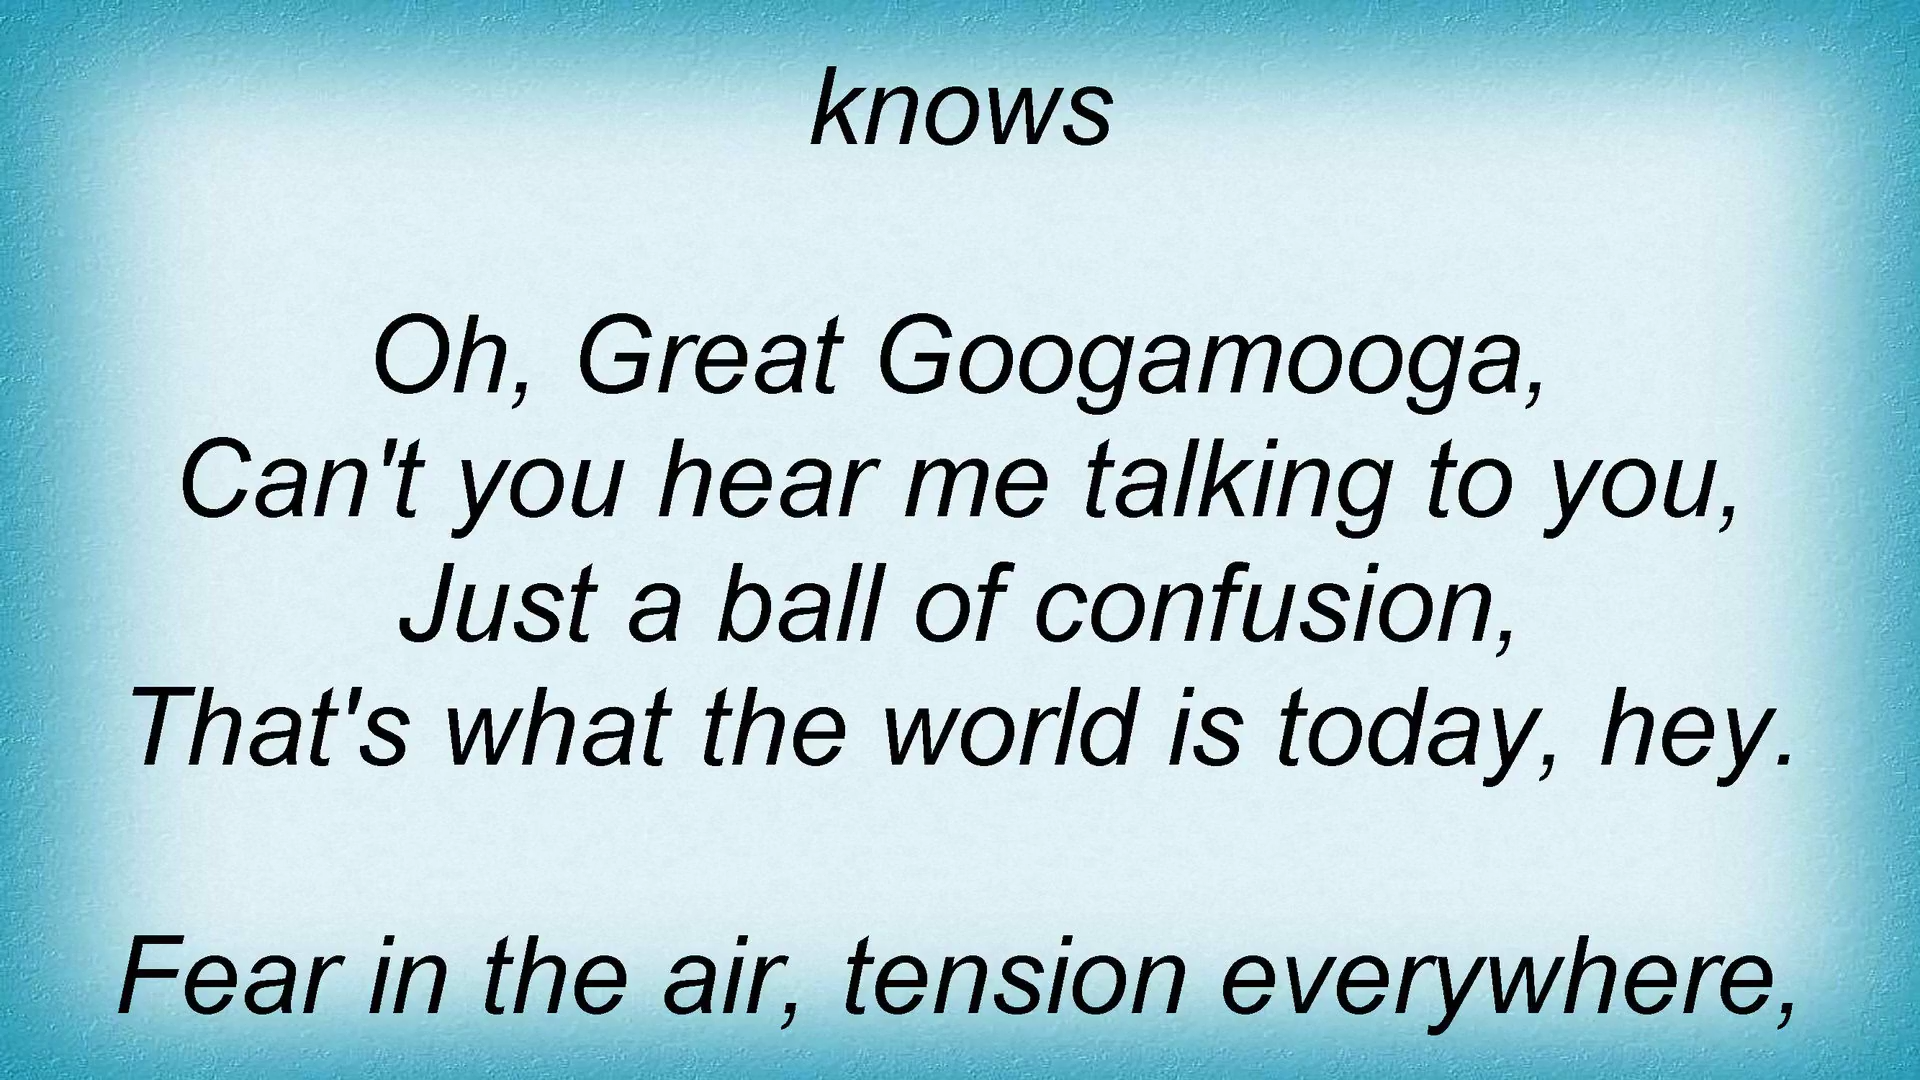 knows
Oh, Great Googamooga,
Can't you hear me talking to you,
Just a ball of confusion,
That's what the world is today, hey.
Fear in the air, tension everywhere,